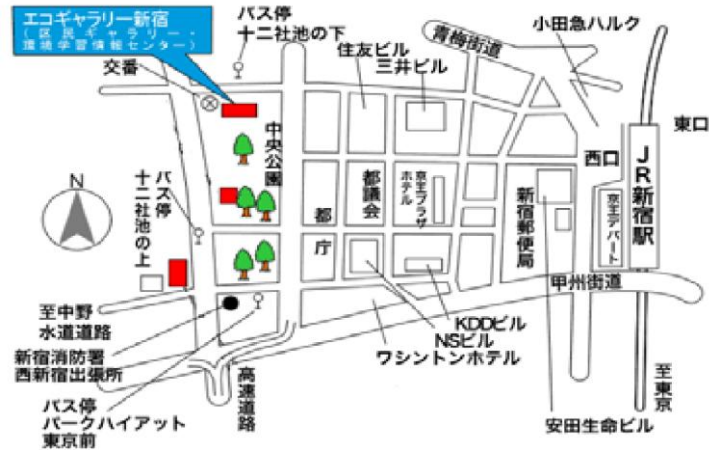 エコギャラリー新宿
(区民ギャラリー・
環境学習情報センター)
バス停
十二社池の下
交番
住友ビル
三井ビル
青梅街道
小田急ハルク
東口
西口
JR新宿駅
京王デパート
中央公園
都庁
都議会
京王プラザ
ホテル
新宿郵便局
N
バス停
十二社池の上
甲州街道
至中野
水道道路
新宿消防署
西新宿出張所
KDDビル
NSビル
ワシントンホテル
高速道路
バス停
パークハイアット
東京前
至東京
安田生命ビル